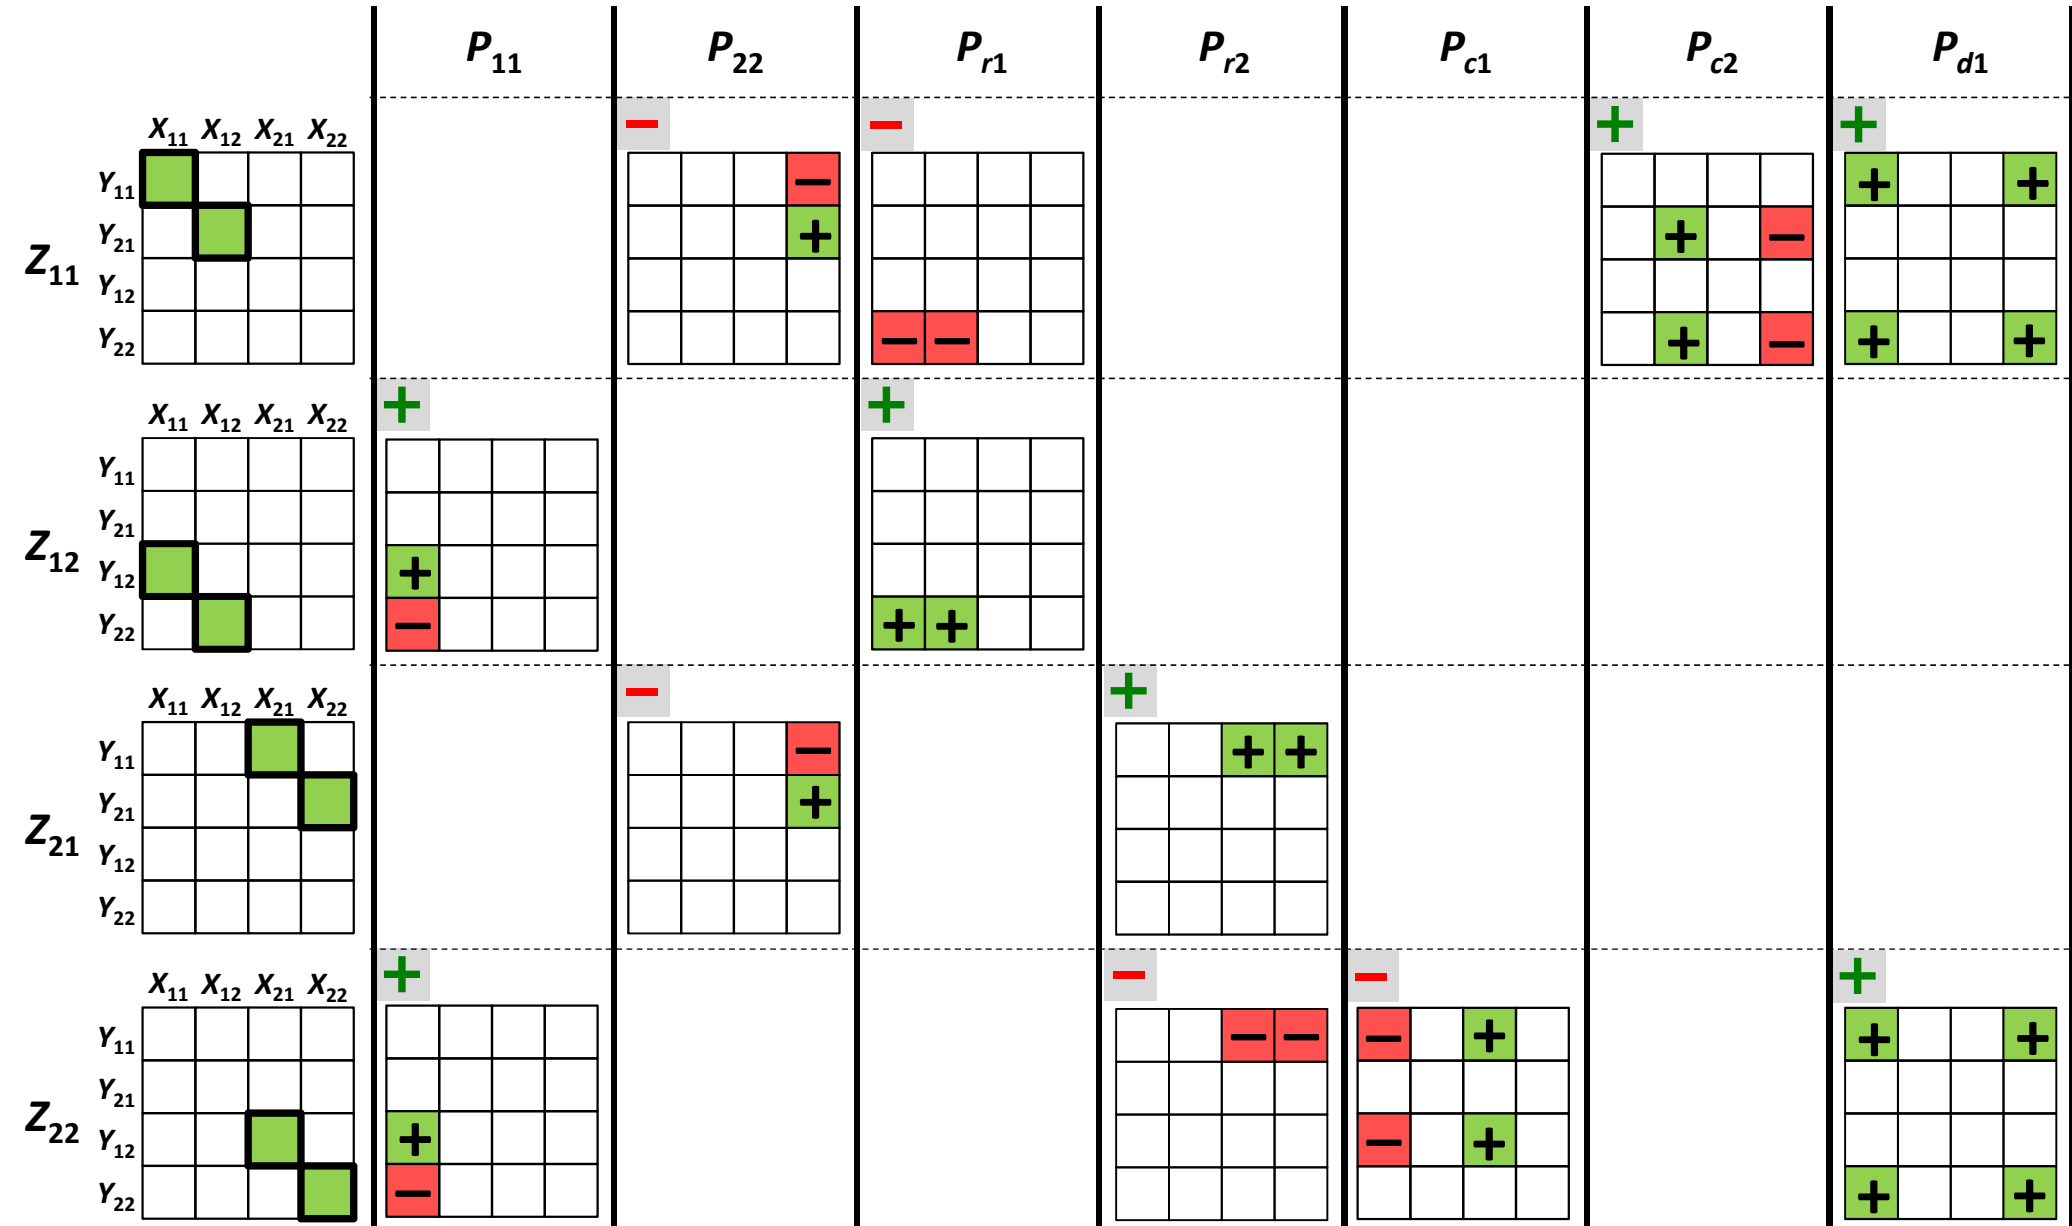 P11 P22 Pr1 Pr2 Pc1 Pc2 Pd1
− − + +
X11 X12 X21 X22
Y11 − + +
Y21 + + −
Z11
Y12
Y22 − − + − + +
+ +
X11 X12 X21 X22
Y11
Y21
Z12
Y12 +
Y22 − + +
− +
X11 X12 X21 X22
Y11 − + +
Y21 +
Z21
Y12
Y22
+ − − +
X11 X12 X21 X22
Y11 − − − + + +
Y21
Z22
Y12 + − +
Y22 − + +